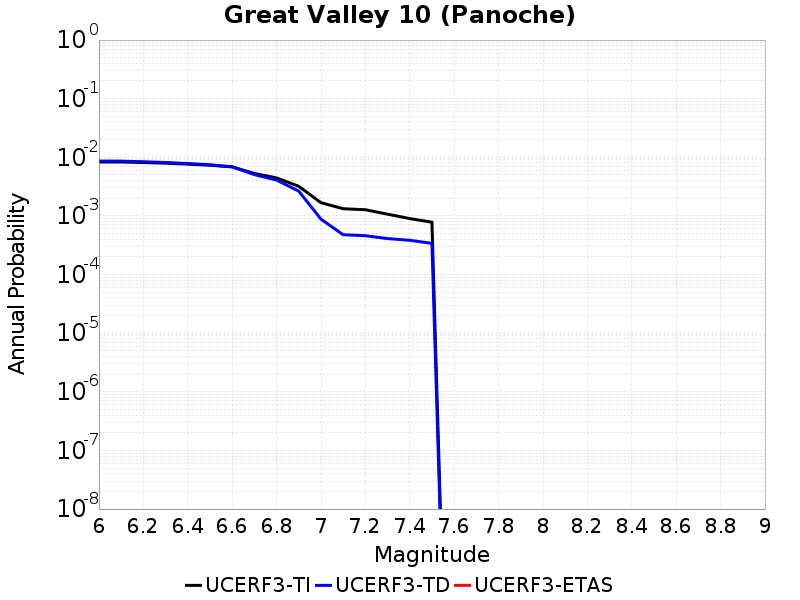 Great Valley 10 (Panoche)
10^0
10^-1
10^-2
10^-3
10^-4
10^-5
10^-6
10^-7
10^-8
Annual Probability
6 6.2 6.4 6.6 6.8 7 7.2 7.4 7.6 7.8 8 8.2 8.4 8.6 8.8 9
Magnitude
UCERF3-TI UCERF3-TD UCERF3-ETAS